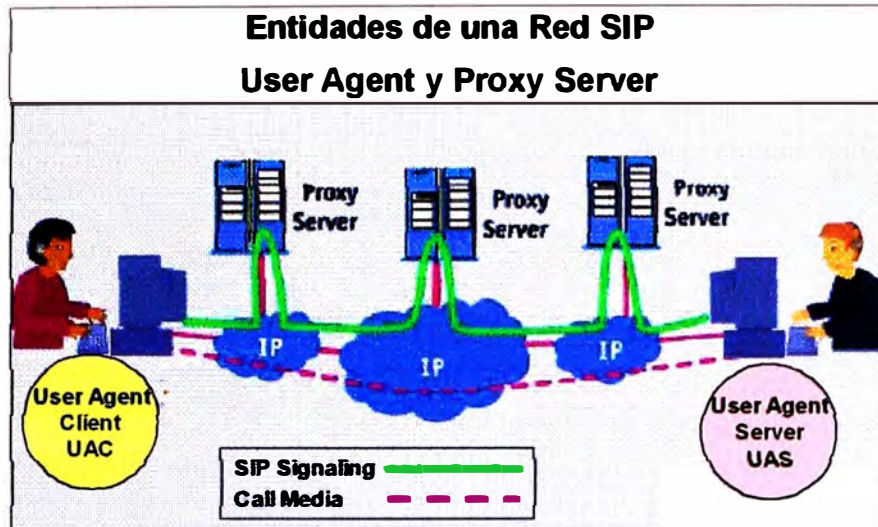 Entidades de una Red SIP
User Agent y Proxy Server
Proxy
Server
Proxy
Server
Proxy
Server
IP
IP
IP
User Agent
Client
UAC
User Agent
Server
UAS
SIP Signaling
Call Media